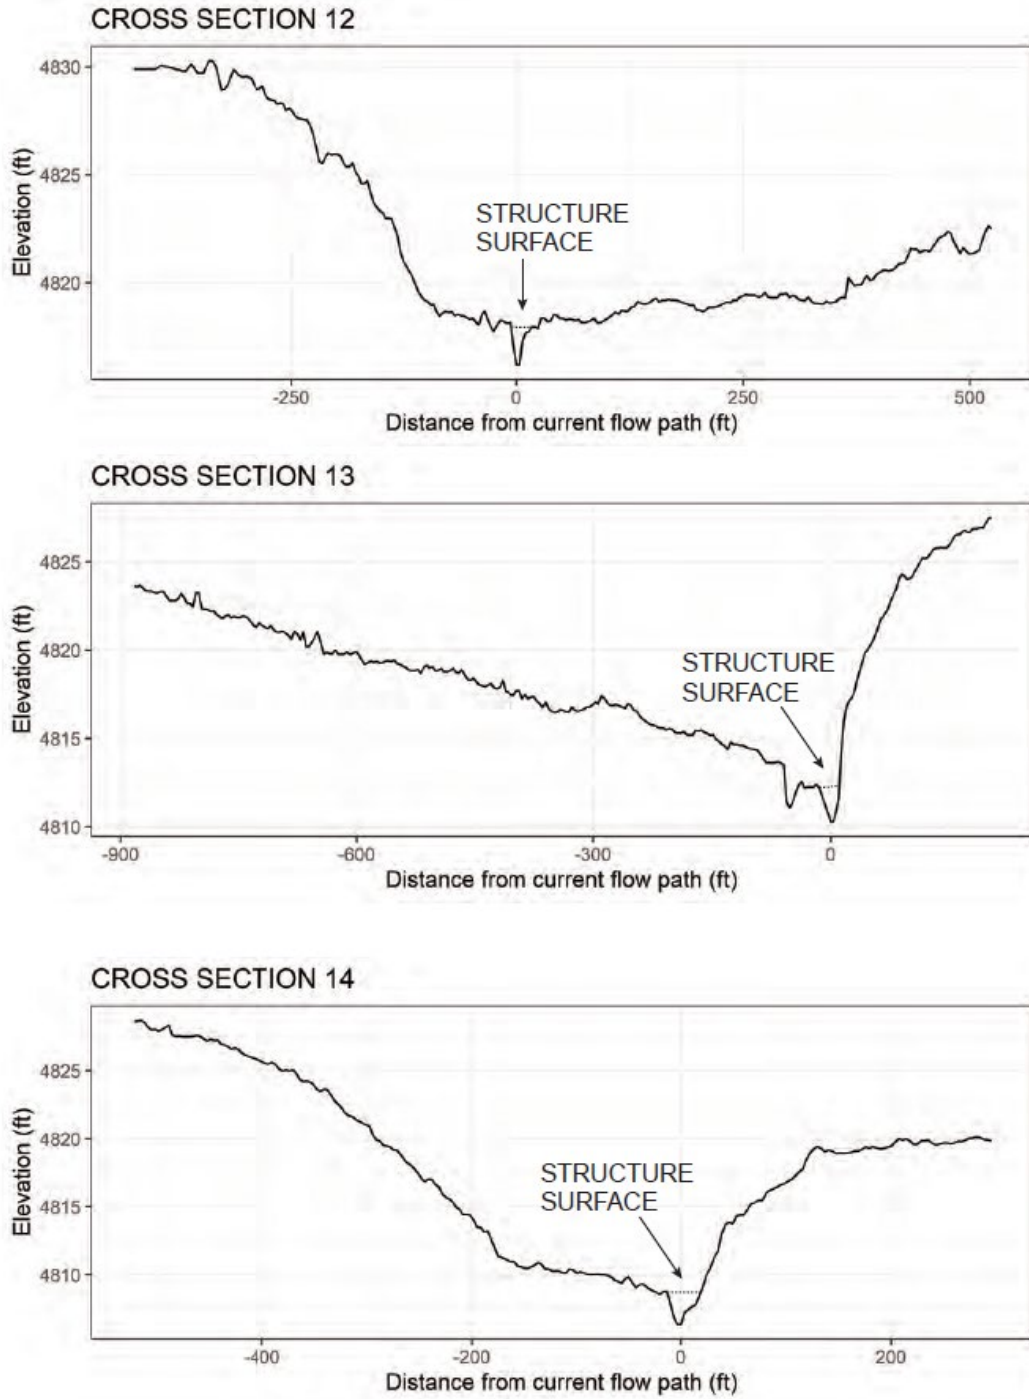 CROSS SECTION 12
4830
4825
4820
Elevation (ft)
STRUCTURE
SURFACE
-250
0
250
500
Distance from current flow path (ft)
CROSS SECTION 13
4825
4820
4815
4810
Elevation (ft)
STRUCTURE
SURFACE
-900
-600
-300
0
Distance from current flow path (ft)
CROSS SECTION 14
4825
4820
4815
4810
Elevation (ft)
STRUCTURE
SURFACE
-400
-200
0
200
Distance from current flow path (ft)